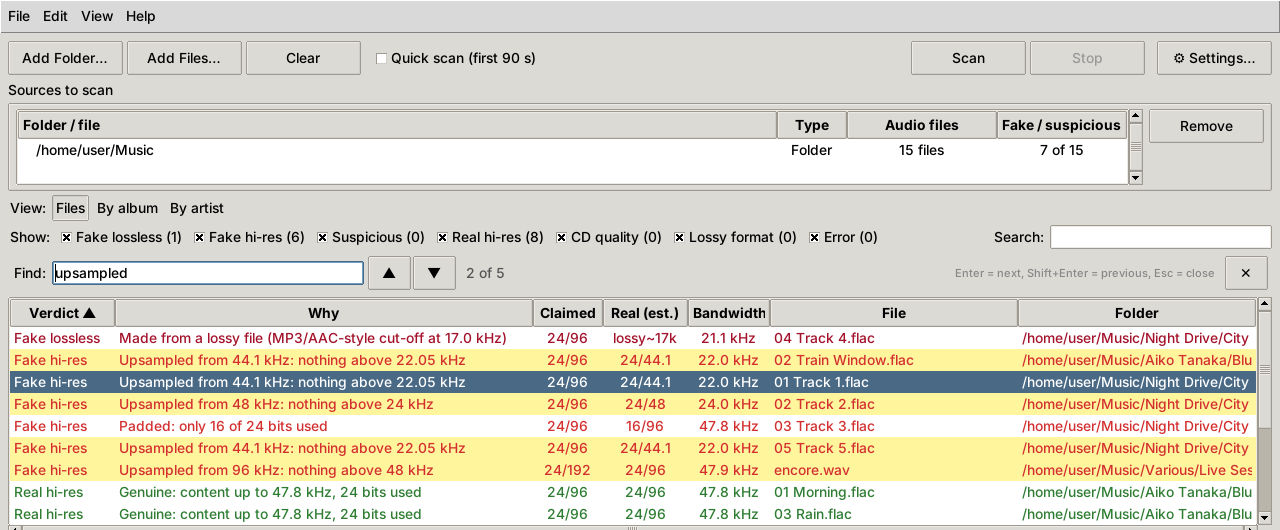 File Edit View Help
Add Folder... Add Files... Clear Quick scan (first 90 s) Scan Stop ⚙ Settings...
Sources to scan
Folder / file Type Audio files Fake / suspicious Remove
/home/user/Music Folder 15 files 7 of 15
View: Files By album By artist
Show: Fake lossless (1) Fake hi-res (6) Suspicious (0) Real hi-res (8) CD quality (0) Lossy format (0) Error (0) Search:
Find: upsampled ▲ ▼ 2 of 5 Enter = next, Shift+Enter = previous, Esc = close ✕
Verdict ▲ Why Claimed Real (est.) Bandwidth File Folder
Fake lossless Made from a lossy file (MP3/AAC-style cut-off at 17.0 kHz) 24/96 lossy~17k 21.1 kHz 04 Track 4.flac /home/user/Music/Night Drive/City
Fake hi-res Upsampled from 44.1 kHz: nothing above 22.05 kHz 24/96 24/44.1 22.0 kHz 02 Train Window.flac /home/user/Music/Aiko Tanaka/Blu
Fake hi-res Upsampled from 44.1 kHz: nothing above 22.05 kHz 24/96 24/44.1 22.0 kHz 01 Track 1.flac /home/user/Music/Night Drive/City
Fake hi-res Upsampled from 48 kHz: nothing above 24 kHz 24/96 24/48 24.0 kHz 02 Track 2.flac /home/user/Music/Night Drive/City
Fake hi-res Padded: only 16 of 24 bits used 24/96 16/96 47.8 kHz 03 Track 3.flac /home/user/Music/Night Drive/City
Fake hi-res Upsampled from 44.1 kHz: nothing above 22.05 kHz 24/96 24/44.1 22.0 kHz 05 Track 5.flac /home/user/Music/Night Drive/City
Fake hi-res Upsampled from 96 kHz: nothing above 48 kHz 24/192 24/96 47.9 kHz encore.wav /home/user/Music/Various/Live Ses
Real hi-res Genuine: content up to 47.8 kHz, 24 bits used 24/96 24/96 47.8 kHz 01 Morning.flac /home/user/Music/Aiko Tanaka/Blu
Real hi-res Genuine: content up to 47.8 kHz, 24 bits used 24/96 24/96 47.8 kHz 03 Rain.flac /home/user/Music/Aiko Tanaka/Blu